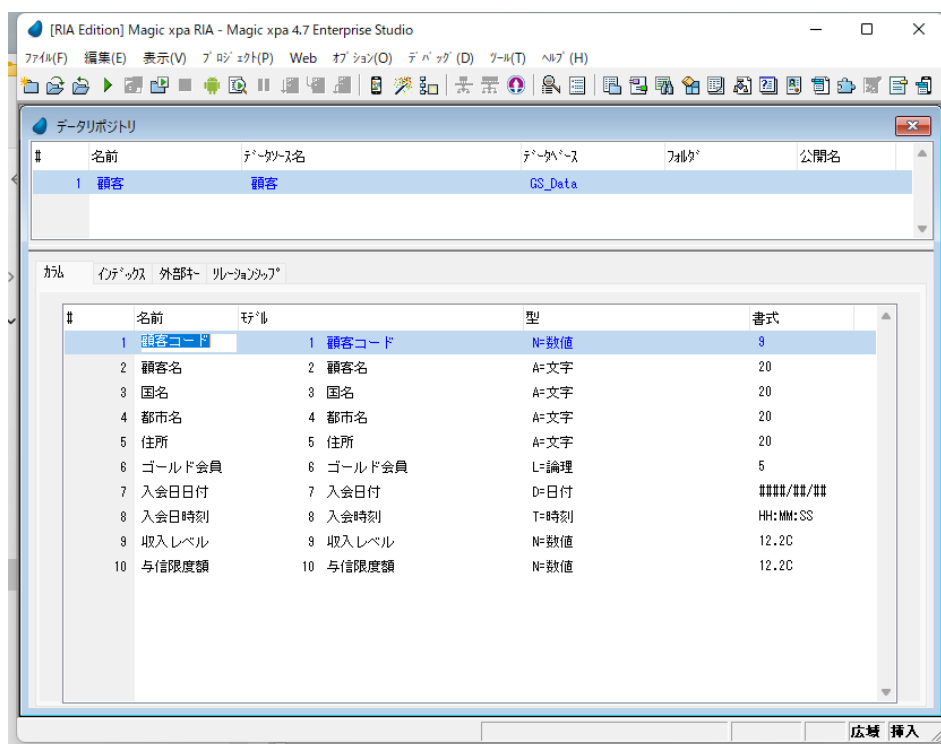 [RIA Edition] Magic xpa RIA - Magic xpa 4.7 Enterprise Studio
ﾌｧｲﾙ(F) 編集(E) 表示(V) ﾌﾟﾛｼﾞｪｸﾄ(P) Web ｵﾌﾟｼｮﾝ(O) ﾃﾞﾊﾞｯｸﾞ(D) ﾂｰﾙ(T) ﾍﾙﾌﾟ(H)
データリポジトリ
# 名前 ﾃﾞｰﾀｿｰｽ名 ﾃﾞｰﾀﾍﾞｰｽ ﾌｫﾙﾀﾞ 公開名
1 顧客 顧客 GS_Data
ｶﾗﾑ ｲﾝﾃﾞｯｸｽ 外部ｷｰ ﾘﾚｰｼｮﾝｼｯﾌﾟ
# 名前 ﾓﾃﾞﾙ 型 書式
1 顧客コード 1 顧客コード N=数値 9
2 顧客名 2 顧客名 A=文字 20
3 国名 3 国名 A=文字 20
4 都市名 4 都市名 A=文字 20
5 住所 5 住所 A=文字 20
6 ゴールド会員 6 ゴールド会員 L=論理 5
7 入会日日付 7 入会日付 D=日付 ####/##/##
8 入会日時刻 8 入会時刻 T=時刻 HH:MM:SS
9 収入レベル 9 収入レベル N=数値 12.2C
10 与信限度額 10 与信限度額 N=数値 12.2C
広域 挿入